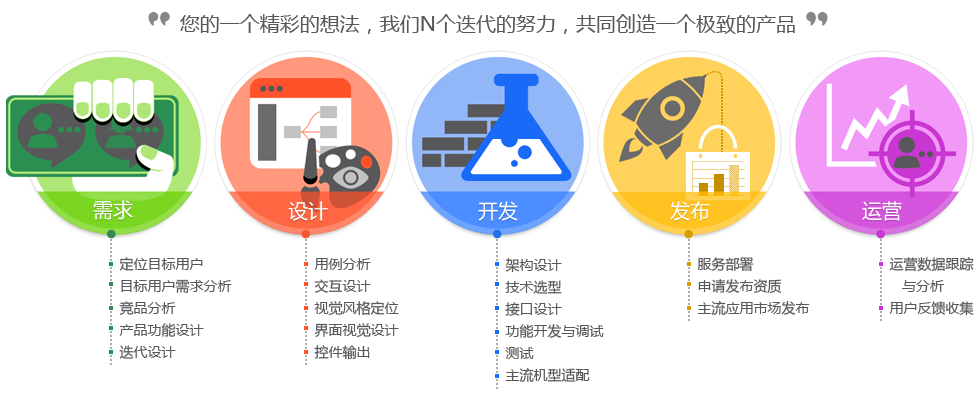 您的一个精彩的想法，我们N个迭代的努力，共同创造一个极致的产品
需求
定位目标用户
目标用户需求分析
竞品分析
产品功能设计
迭代设计
设计
用例分析
交互设计
视觉风格定位
界面视觉设计
控件输出
开发
架构设计
技术选型
接口设计
功能开发与调试
测试
主流机型适配
发布
服务部署
申请发布资质
主流应用市场发布
运营
运营数据跟踪
与分析
用户反馈收集